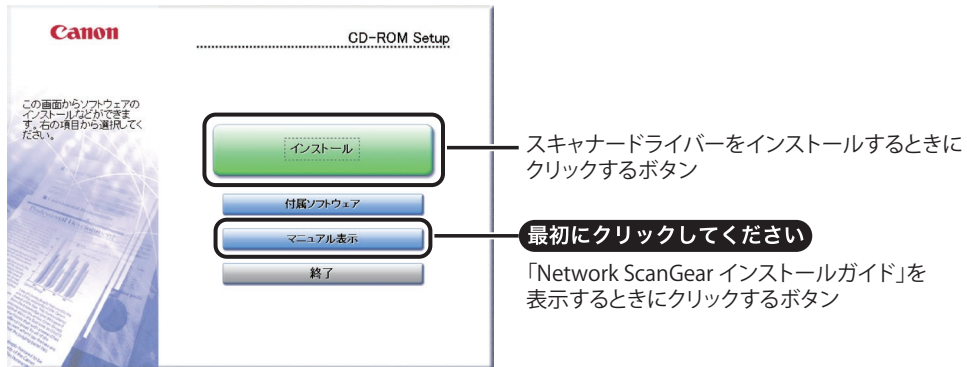 Canon
CD-ROM Setup
この画面からソフトウェアの
インストールなどができま
す。右の項目から選択してく
ださい。
インストール
スキャナードライバーをインストールするときに
クリックするボタン
付属ソフトウェア
マニュアル表示
最初にクリックしてください
「Network ScanGear インストールガイド」を
表示するときにクリックするボタン
終了